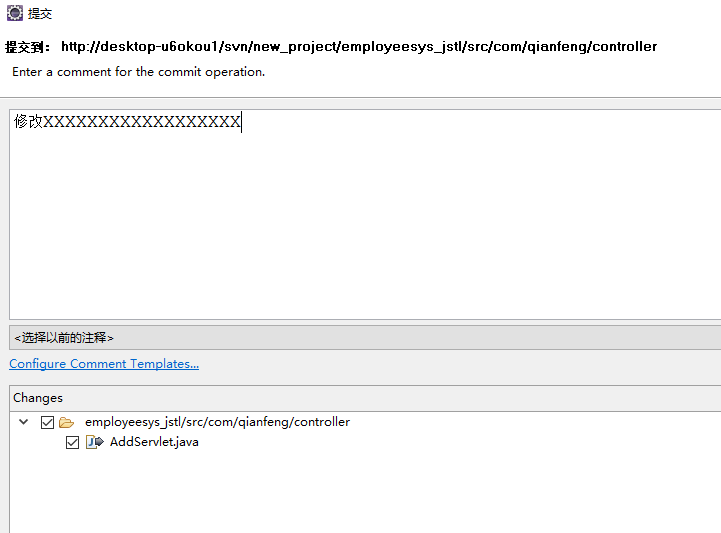 提交
提交到： http://desktop-u6okou1/svn/new_project/employeesys_jstl/src/com/qianfeng/controller
Enter a comment for the commit operation.
修改XXXXXXXXXXXXXXXXXX
<选择以前的注释>
Configure Comment Templates...
Changes
employeesys_jstl/src/com/qianfeng/controller
AddServlet.java